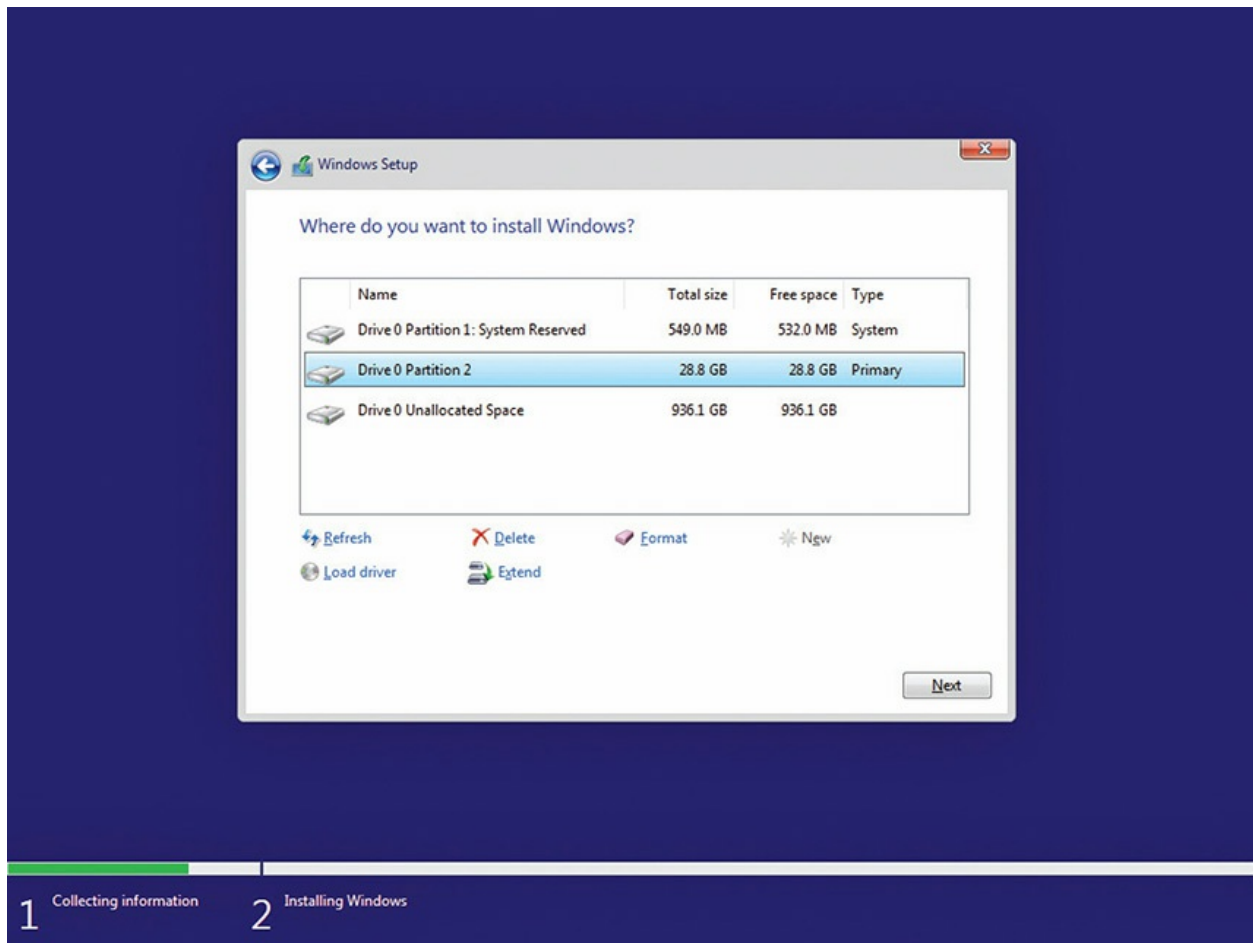 Windows Setup
Where do you want to install Windows?
Name Total size Free space Type
Drive 0 Partition 1: System Reserved 549.0 MB 532.0 MB System
Drive 0 Partition 2 28.8 GB 28.8 GB Primary
Drive 0 Unallocated Space 936.1 GB 936.1 GB
Refresh Delete Format New
Load driver Extend
Next
1 Collecting information 2 Installing Windows